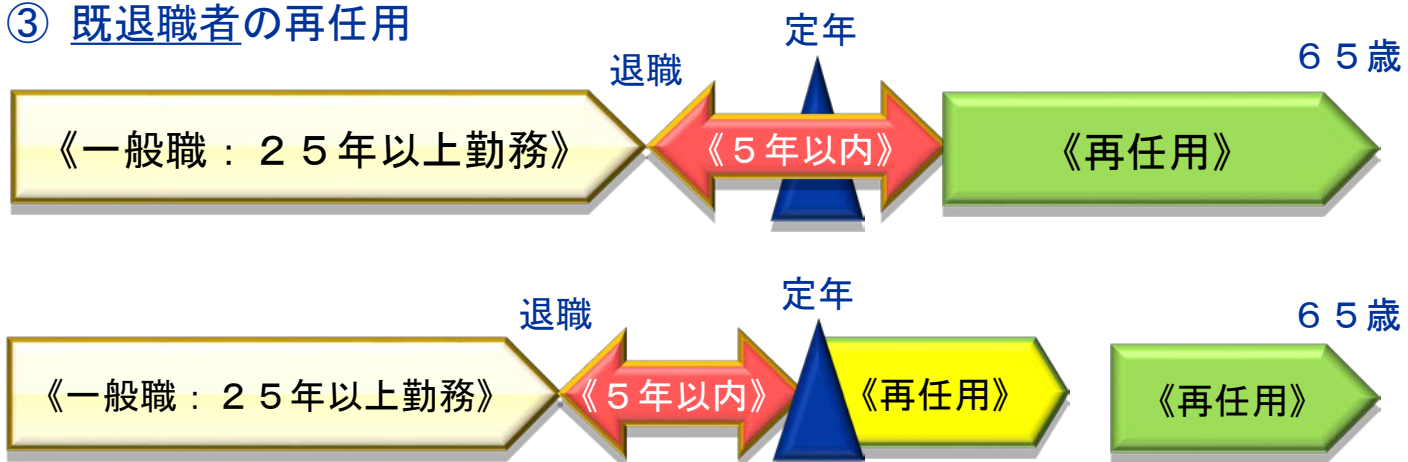 ③ 既退職者の再任用
定年
退職
６５歳
《一般職：２５年以上勤務》
《５年以内》
《再任用》
定年
退職
６５歳
《一般職：２５年以上勤務》
《５年以内》
《再任用》
《再任用》